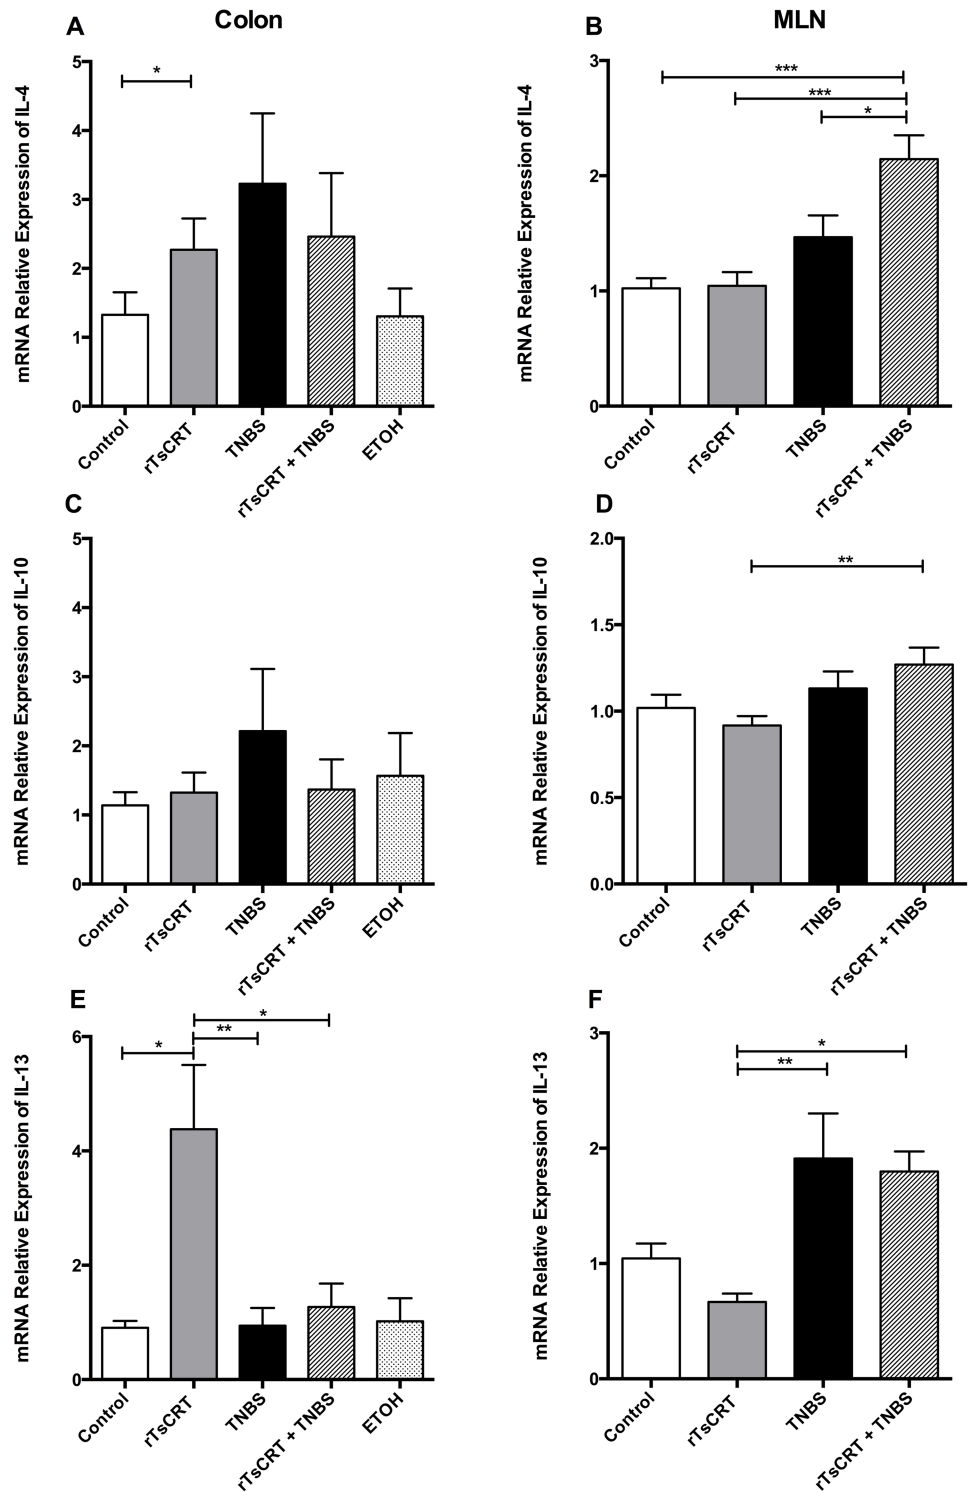 A
Colon
mRNA Relative Expression of IL-4
5
4
3
2
1
0
*
Control
rTsCRT
TNBS
rTsCRT + TNBS
ETOH
B
MLN
mRNA Relative Expression of IL-4
3
2
1
0
***
***
*
Control
rTsCRT
TNBS
rTsCRT + TNBS
C
mRNA Relative Expression of IL-10
5
4
3
2
1
0
Control
rTsCRT
TNBS
rTsCRT + TNBS
ETOH
D
mRNA Relative Expression of IL-10
2.0
1.5
1.0
0.5
0.0
**
Control
rTsCRT
TNBS
rTsCRT + TNBS
E
mRNA Relative Expression of IL-13
6
4
2
0
*
**
*
Control
rTsCRT
TNBS
rTsCRT + TNBS
ETOH
F
mRNA Relative Expression of IL-13
3
2
1
0
*
**
Control
rTsCRT
TNBS
rTsCRT + TNBS